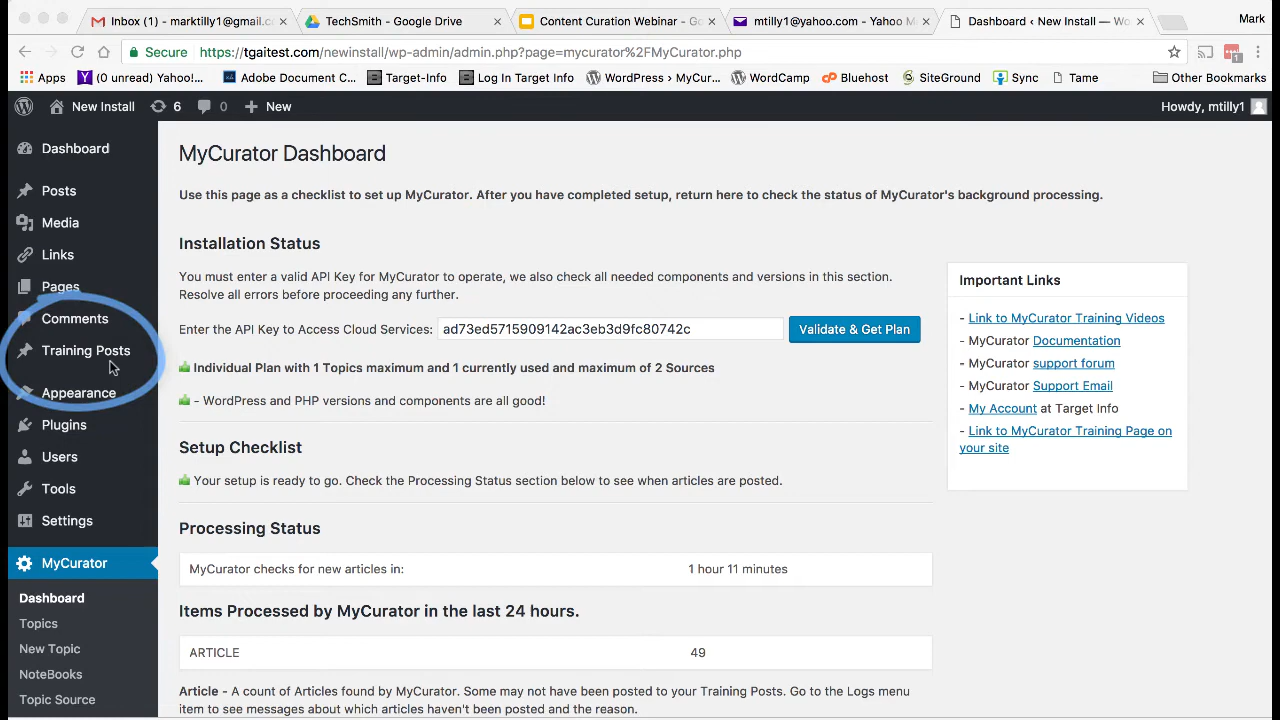 Inbox (1) - marktilly1@gmail.c
TechSmith - Google Drive
Content Curation Webinar - Go
mtilly1@yahoo.com - Yahoo M
Dashboard ‹ New Install — Wo
Mark
Secure
https://tgaitest.com/newinstall/wp-admin/admin.php?page=mycurator%2FMyCurator.php
1
Apps
(0 unread) Yahoo!...
Adobe Document C...
Target-Info
Log In Target Info
WordPress › MyCur...
WordCamp
Bluehost
SiteGround
Sync
Tame
Other Bookmarks
New Install
6
0
New
Howdy, mtilly1
Dashboard
Posts
Media
Links
Pages
Comments
Training Posts
Appearance
Plugins
Users
Tools
Settings
MyCurator
Dashboard
Topics
New Topic
NoteBooks
Topic Source
MyCurator Dashboard
Use this page as a checklist to set up MyCurator. After you have completed setup, return here to check the status of MyCurator's background processing.
Installation Status
You must enter a valid API Key for MyCurator to operate, we also check all needed components and versions in this section.
Resolve all errors before proceeding any further.
Enter the API Key to Access Cloud Services: ad73ed5715909142ac3eb3d9fc80742c Validate & Get Plan
Individual Plan with 1 Topics maximum and 1 currently used and maximum of 2 Sources
- WordPress and PHP versions and components are all good!
Setup Checklist
Your setup is ready to go. Check the Processing Status section below to see when articles are posted.
Processing Status
MyCurator checks for new articles in: 1 hour 11 minutes
Items Processed by MyCurator in the last 24 hours.
ARTICLE 49
Article - A count of Articles found by MyCurator. Some may not have been posted to your Training Posts. Go to the Logs menu
item to see messages about which articles haven't been posted and the reason.
Important Links
- Link to MyCurator Training Videos
- MyCurator Documentation
- MyCurator support forum
- MyCurator Support Email
- My Account at Target Info
- Link to MyCurator Training Page on
your site